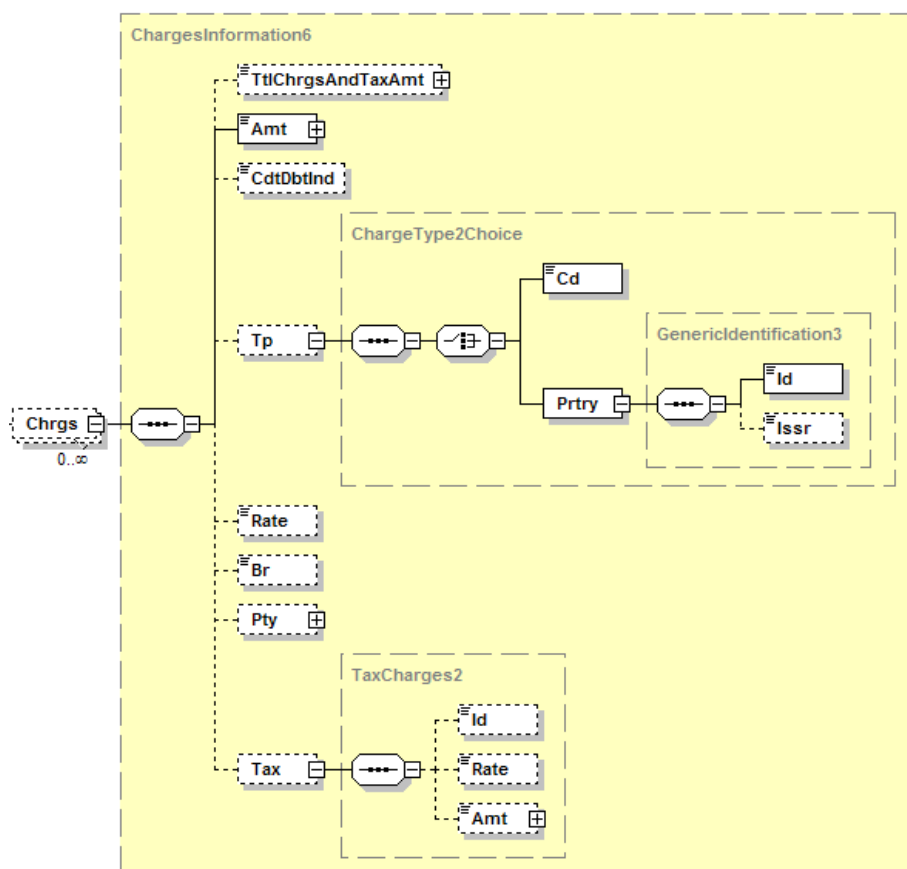 ChargesInformation6
TtlChrgsAndTaxAmt
Amt
CdtDbtInd
ChargeType2Choice
Cd
Tp
GenericIdentification3
Id
Prtry
Issr
Chrgs
0..∞
Rate
Br
Pty
TaxCharges2
Id
Tax
Rate
Amt